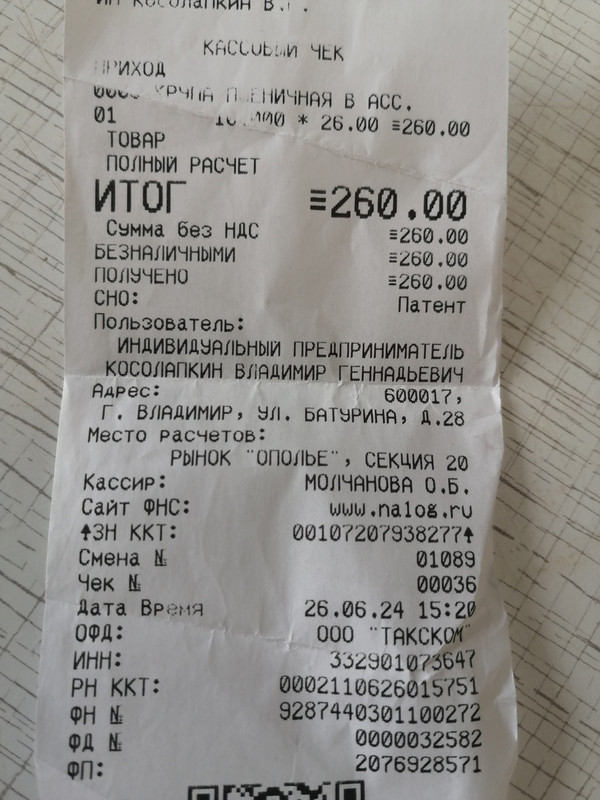 ИП КОСОЛАПКИН В.Г.
КАССОВЫЙ ЧЕК
ПРИХОД
КРУПА ПШЕНИЧНАЯ В АСС.
01 10.000 * 26.00 ≡260.00
ТОВАР
ПОЛНЫЙ РАСЧЕТ
ИТОГ ≡260.00
Сумма без НДС ≡260.00
БЕЗНАЛИЧНЫМИ ≡260.00
ПОЛУЧЕНО ≡260.00
СНО: Патент
Пользователь:
ИНДИВИДУАЛЬНЫЙ ПРЕДПРИНИМАТЕЛЬ
КОСОЛАПКИН ВЛАДИМИР ГЕННАДЬЕВИЧ
Адрес: 600017,
Г. ВЛАДИМИР, УЛ. БАТУРИНА, Д.28
Место расчетов:
РЫНОК "ОПОЛЬЕ", СЕКЦИЯ 20
Кассир: МОЛЧАНОВА О.Б.
Сайт ФНС: www.nalog.ru
↑ЗН ККТ: 00107207938277↑
Смена № 01089
Чек № 00036
Дата Время 26.06.24 15:20
ОФД: ООО "ТАКСКОМ"
ИНН: 332901073647
РН ККТ: 0002110626015751
ФН № 9287440301100272
ФД № 0000032582
ФП: 2076928571